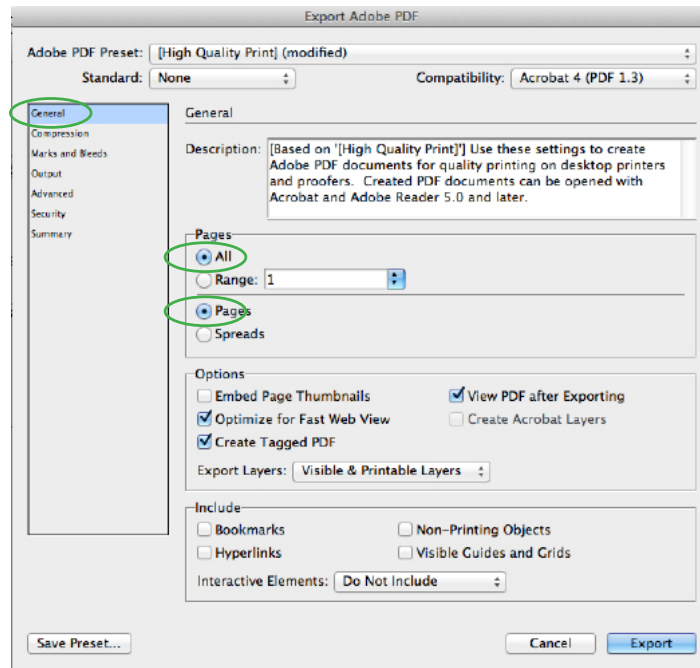 Export Adobe PDF
Adobe PDF Preset: [High Quality Print] (modified)
Standard: None Compatibility: Acrobat 4 (PDF 1.3)
General
Compression
Marks and Bleeds
Output
Advanced
Security
Summary
General
Description: [Based on '[High Quality Print]'] Use these settings to create
Adobe PDF documents for quality printing on desktop printers
and proofers. Created PDF documents can be opened with
Acrobat and Adobe Reader 5.0 and later.
Pages
All
Range: 1
Pages
Spreads
Options
Embed Page Thumbnails View PDF after Exporting
Optimize for Fast Web View Create Acrobat Layers
Create Tagged PDF
Export Layers: Visible & Printable Layers
Include
Bookmarks Non-Printing Objects
Hyperlinks Visible Guides and Grids
Interactive Elements: Do Not Include
Save Preset... Cancel Export